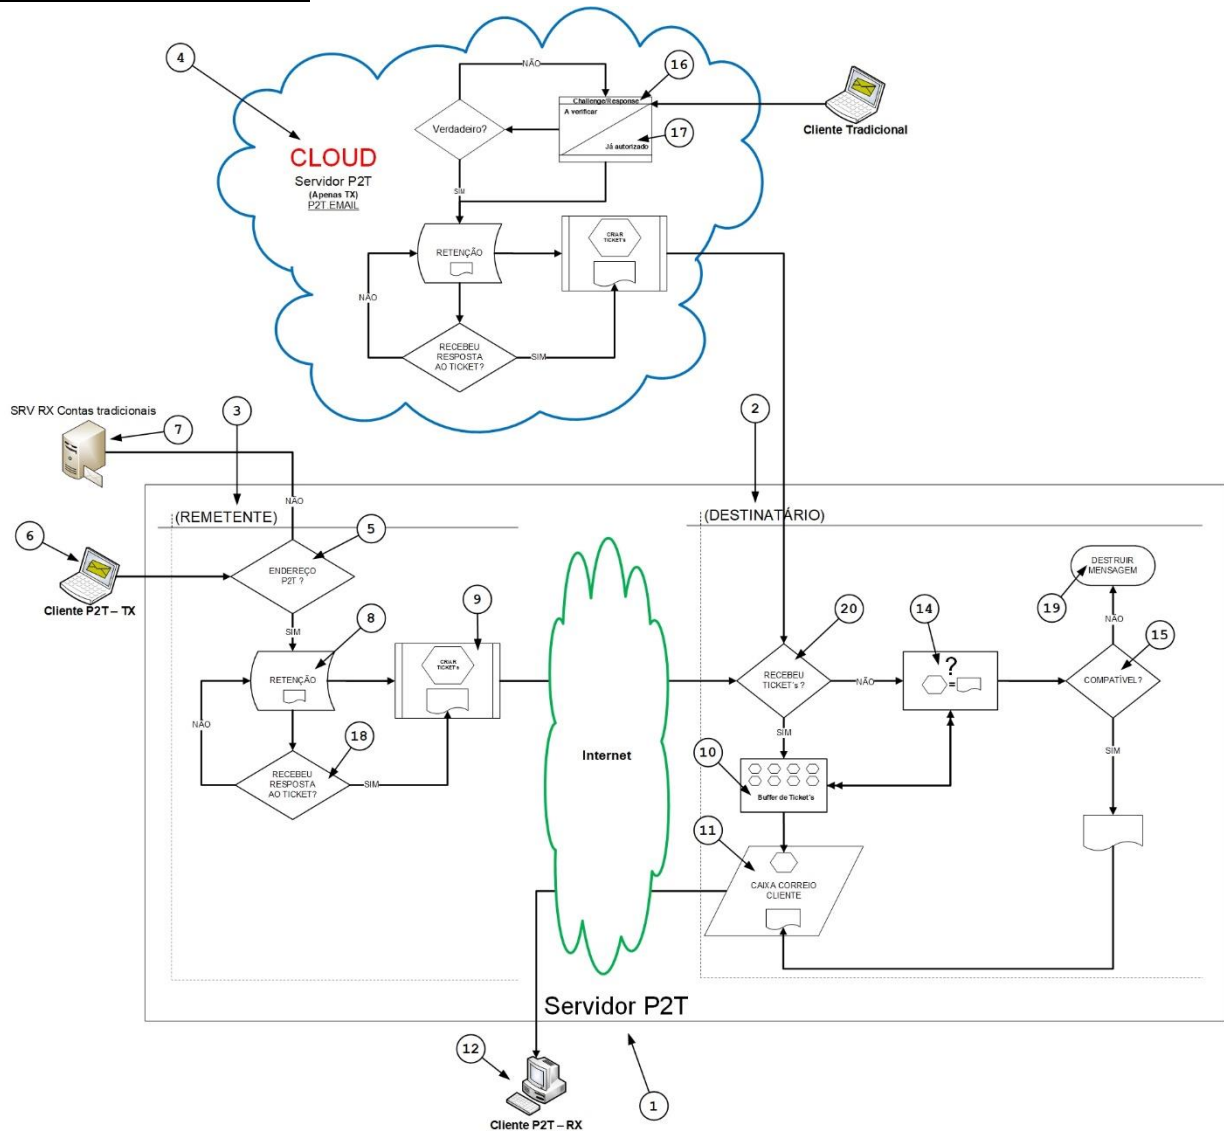 4
NÃO
16
Challenge/Response
A verificar
Verdadeiro?
17
Já autorizado
Cliente Tradicional
CLOUD
Servidor P2T
(Apenas TX)
P2T.EMAIL
SIM
RETENÇÃO
CRIAR
TICKET's
NÃO
RECEBEU
RESPOSTA
AO TICKET?
SIM
SRV RX Contas tradicionais
7
3
2
NÃO
(REMETENTE)
(DESTINATÁRIO)
6
5
ENDEREÇO
P2T ?
Cliente P2T – TX
SIM
8
RETENÇÃO
9
CRIAR
TICKET's
NÃO
18
RECEBEU
RESPOSTA
AO TICKET?
SIM
Internet
20
RECEBEU
TICKET's ?
NÃO
SIM
14
?
=
DESTRUIR
MENSAGEM
19
NÃO
15
COMPATÍVEL?
SIM
10
Buffer de Ticket's
11
CAIXA CORREIO
CLIENTE
Servidor P2T
12
1
Cliente P2T – RX